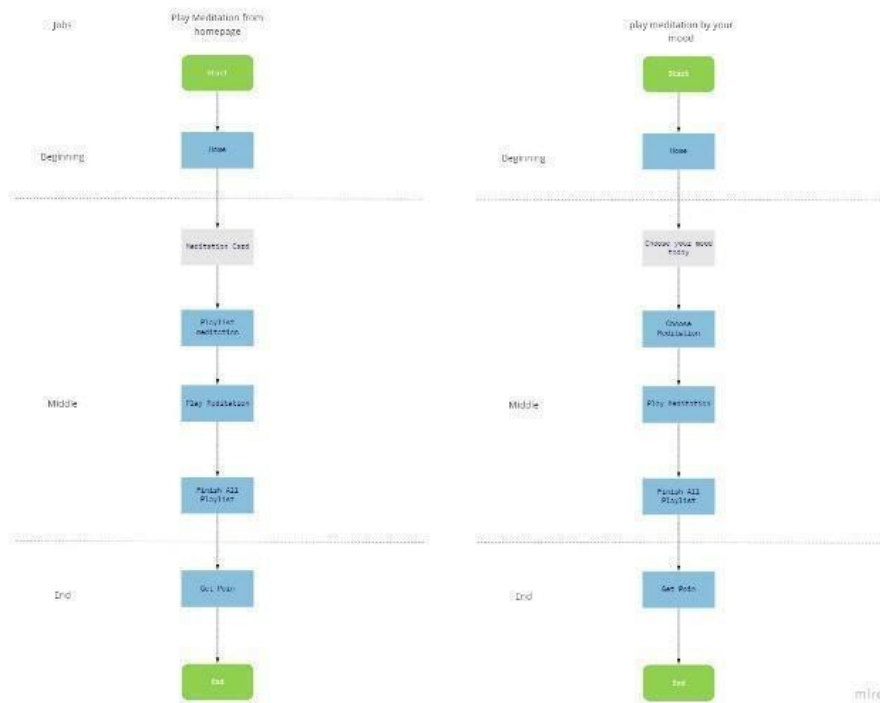 Jobs
Play Meditation from
homepage
Start
Beginning
Home
Meditation Card
Playlist
meditation
Middle
Play Meditation
Finish All
Playlist
End
Get Poin
End
play meditation by your
mood
Start
Beginning
Home
Choose your mood
today
Choose
Meditation
Middle
Play Meditation
Finish All
Playlist
End
Get Poin
End
miro